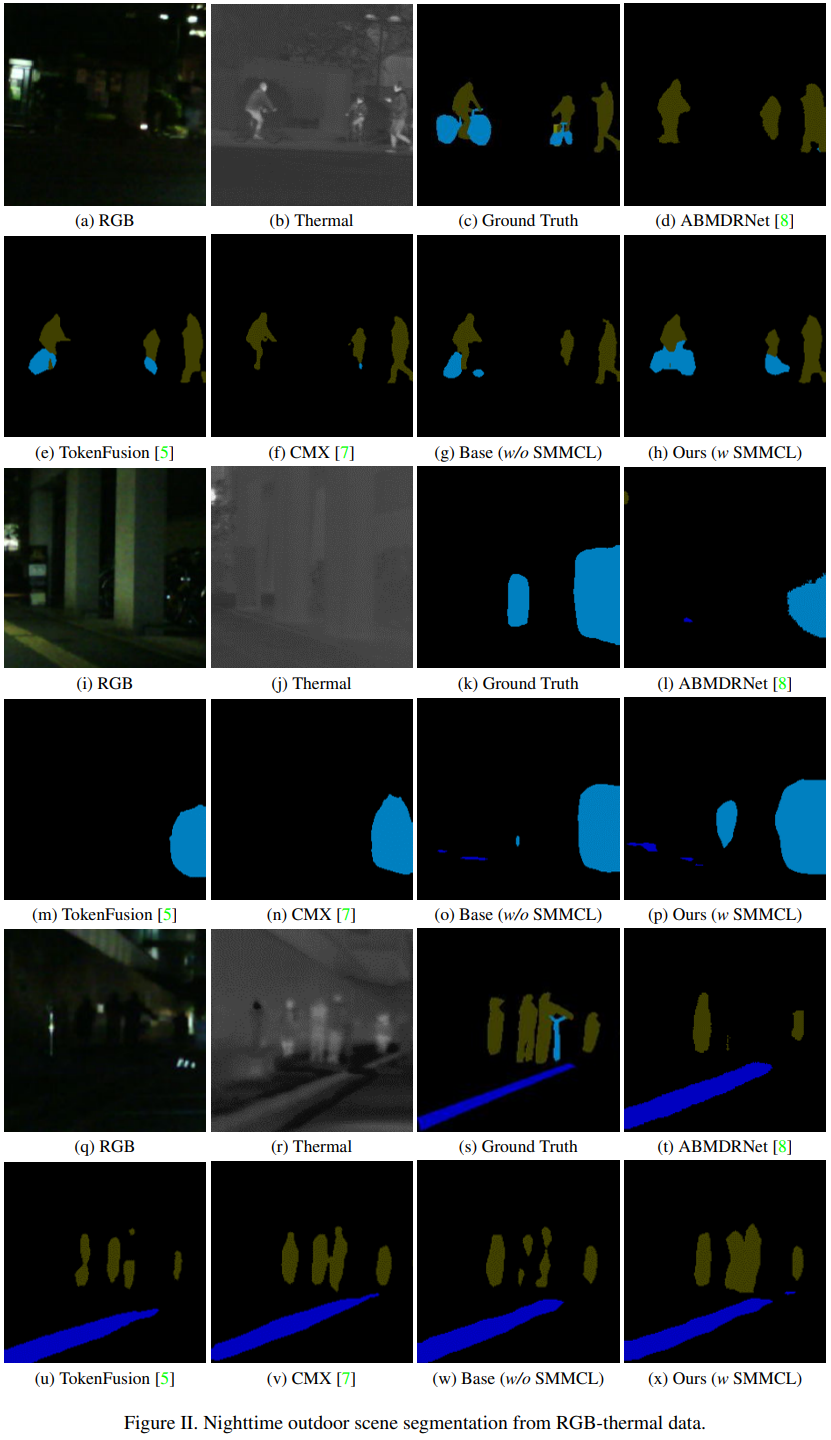 (a) RGB
(b) Thermal
(c) Ground Truth
(d) ABMDRNet [8]
(e) TokenFusion [5]
(f) CMX [7]
(g) Base (w/o SMMCL)
(h) Ours (w SMMCL)
(i) RGB
(j) Thermal
(k) Ground Truth
(l) ABMDRNet [8]
(m) TokenFusion [5]
(n) CMX [7]
(o) Base (w/o SMMCL)
(p) Ours (w SMMCL)
(q) RGB
(r) Thermal
(s) Ground Truth
(t) ABMDRNet [8]
(u) TokenFusion [5]
(v) CMX [7]
(w) Base (w/o SMMCL)
(x) Ours (w SMMCL)
Figure II. Nighttime outdoor scene segmentation from RGB-thermal data.